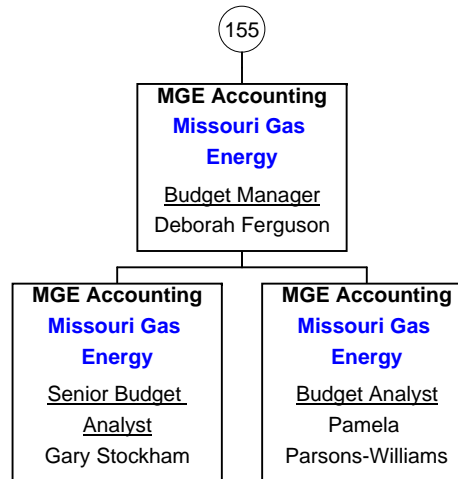 155
MGE Accounting
Missouri Gas
Energy
Budget Manager
Deborah Ferguson
MGE Accounting
Missouri Gas
Energy
Senior Budget
Analyst
Gary Stockham
MGE Accounting
Missouri Gas
Energy
Budget Analyst
Pamela
Parsons-Williams